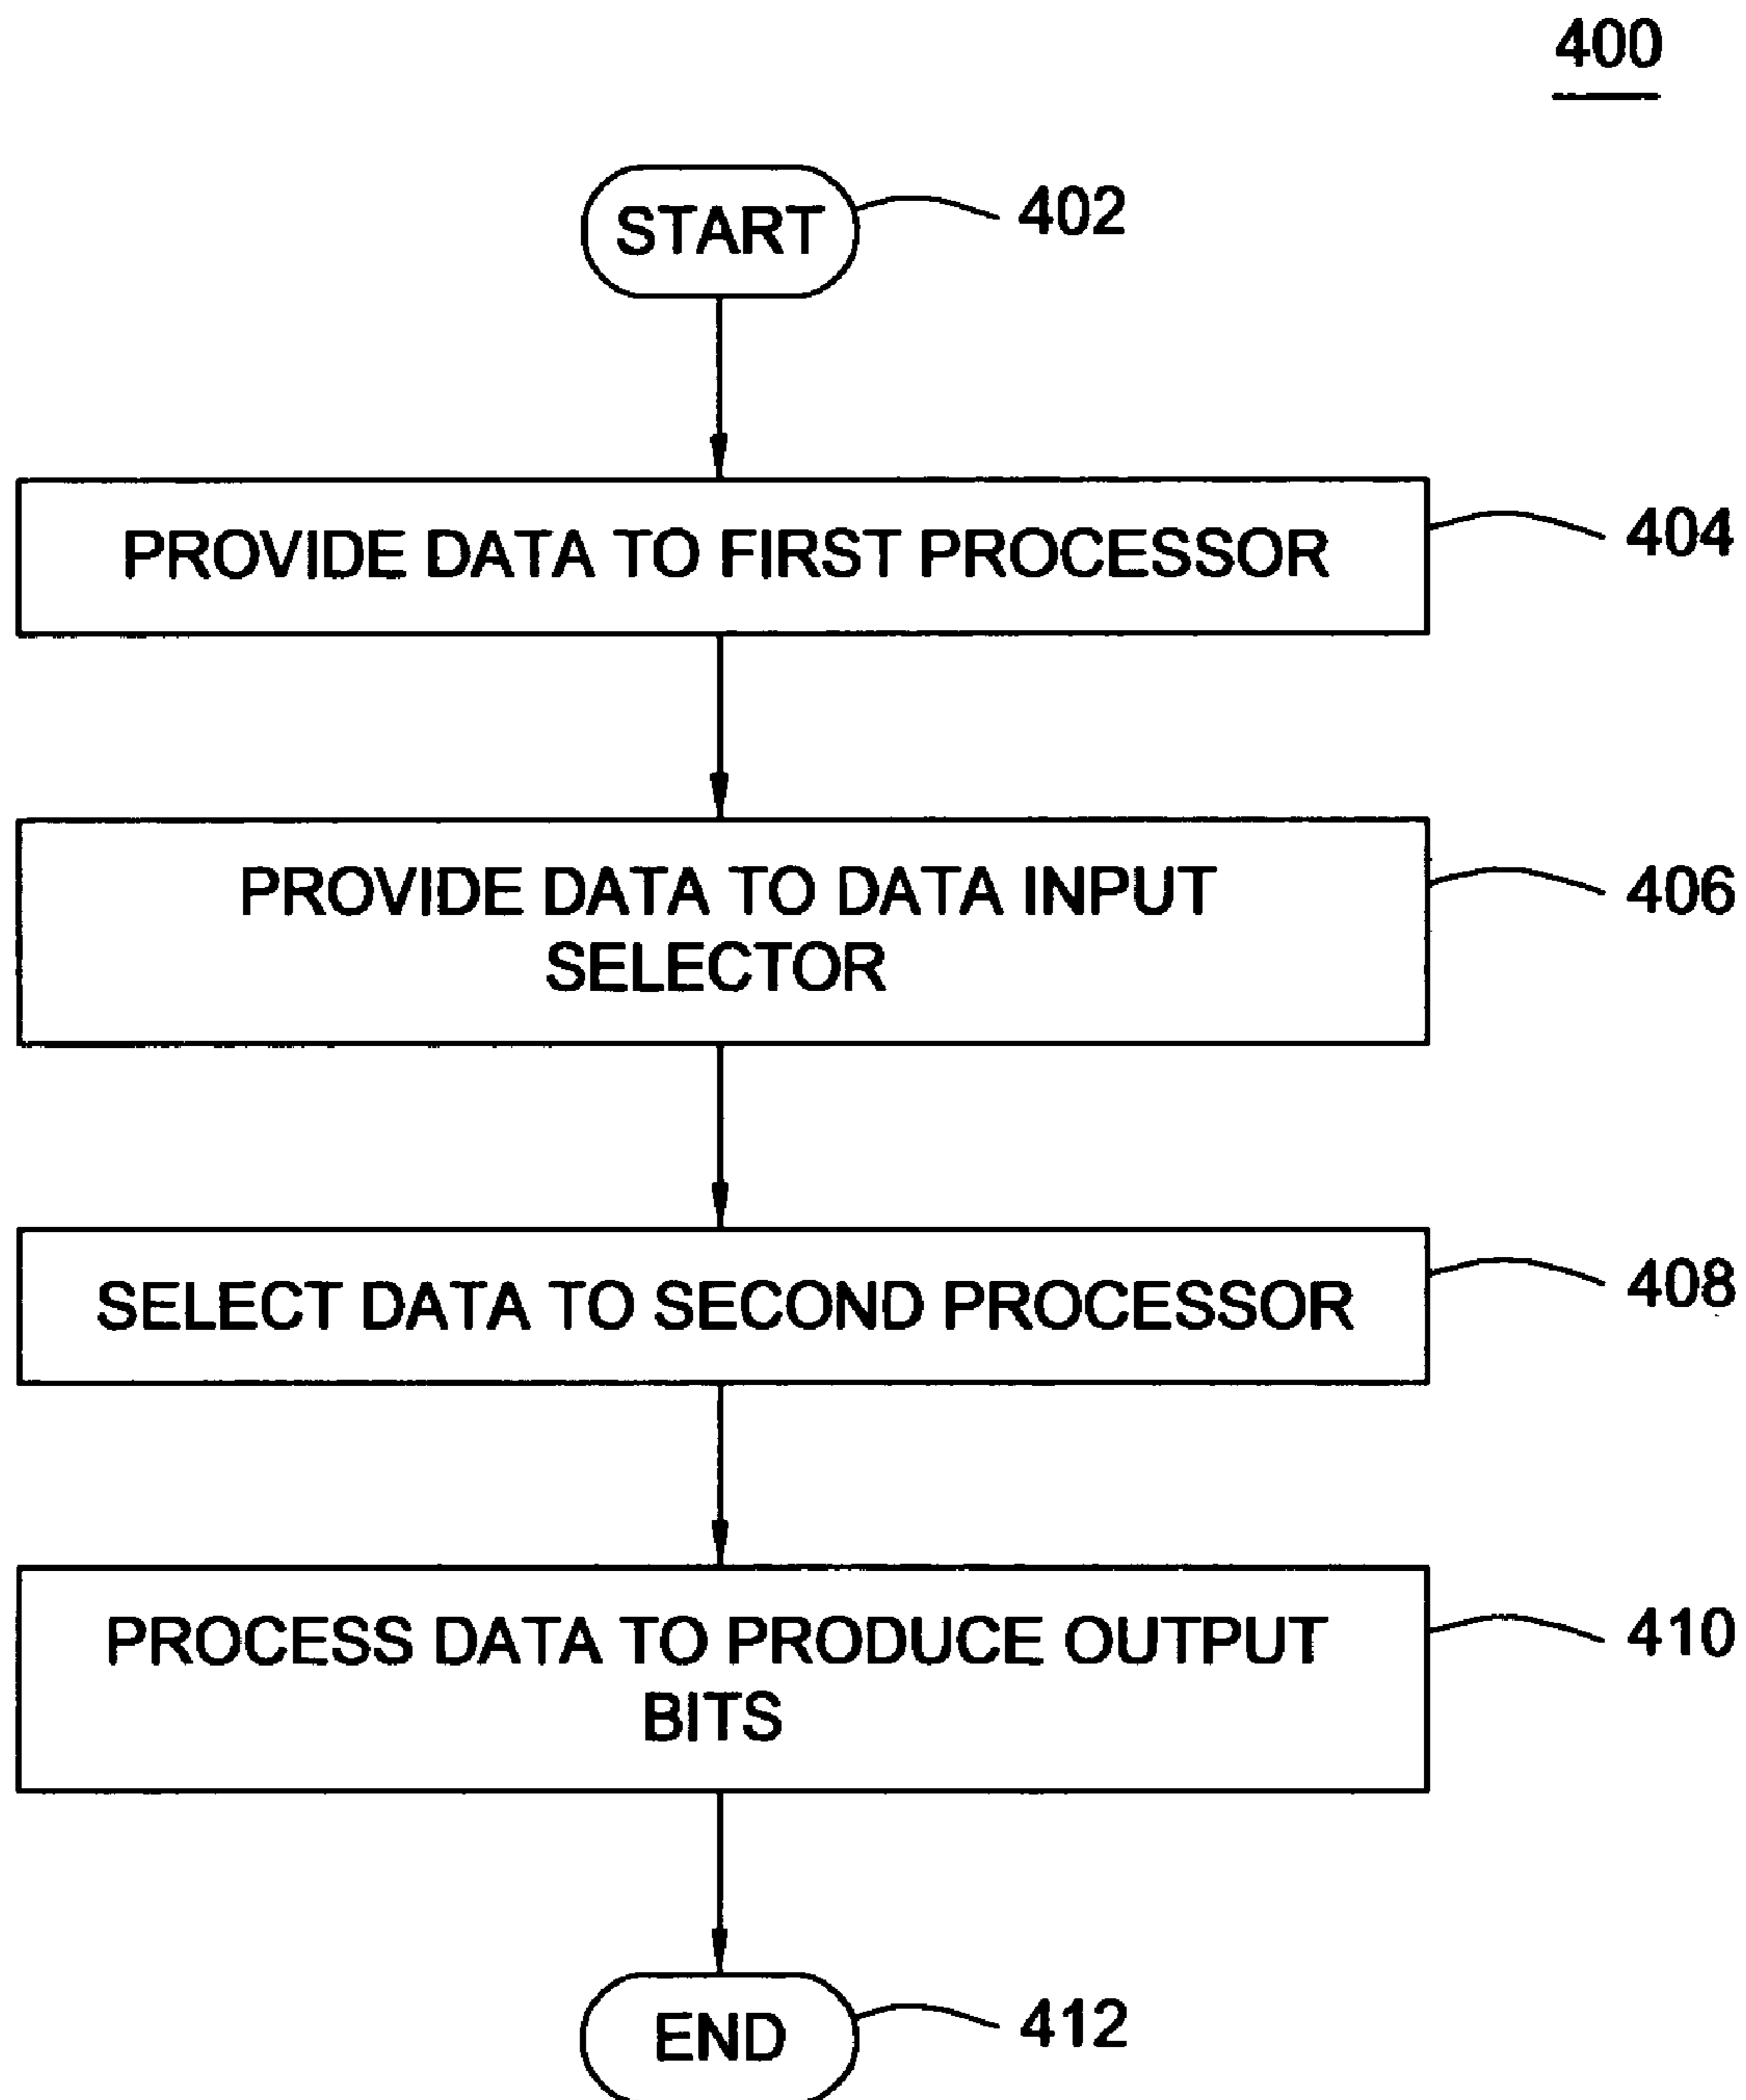 400
START
402
PROVIDE DATA TO FIRST PROCESSOR
404
PROVIDE DATA TO DATA INPUT
SELECTOR
406
SELECT DATA TO SECOND PROCESSOR
408
PROCESS DATA TO PRODUCE OUTPUT
BITS
410
END
412